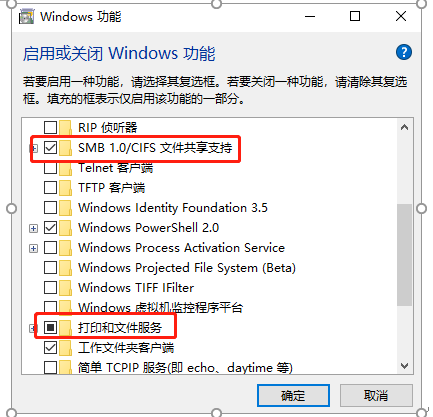 Windows 功能
启用或关闭 Windows 功能
若要启用一种功能，请选择其复选框。若要关闭一种功能，请清除其复选
框。填充的框表示仅启用该功能的一部分。
RIP 侦听器
SMB 1.0/CIFS 文件共享支持
Telnet 客户端
TFTP 客户端
Windows Identity Foundation 3.5
Windows PowerShell 2.0
Windows Process Activation Service
Windows Projected File System (Beta)
Windows TIFF IFilter
Windows 虚拟机监控程序平台
打印和文件服务
工作文件夹客户端
简单 TCPIP 服务(即 echo、daytime 等)
确定
取消